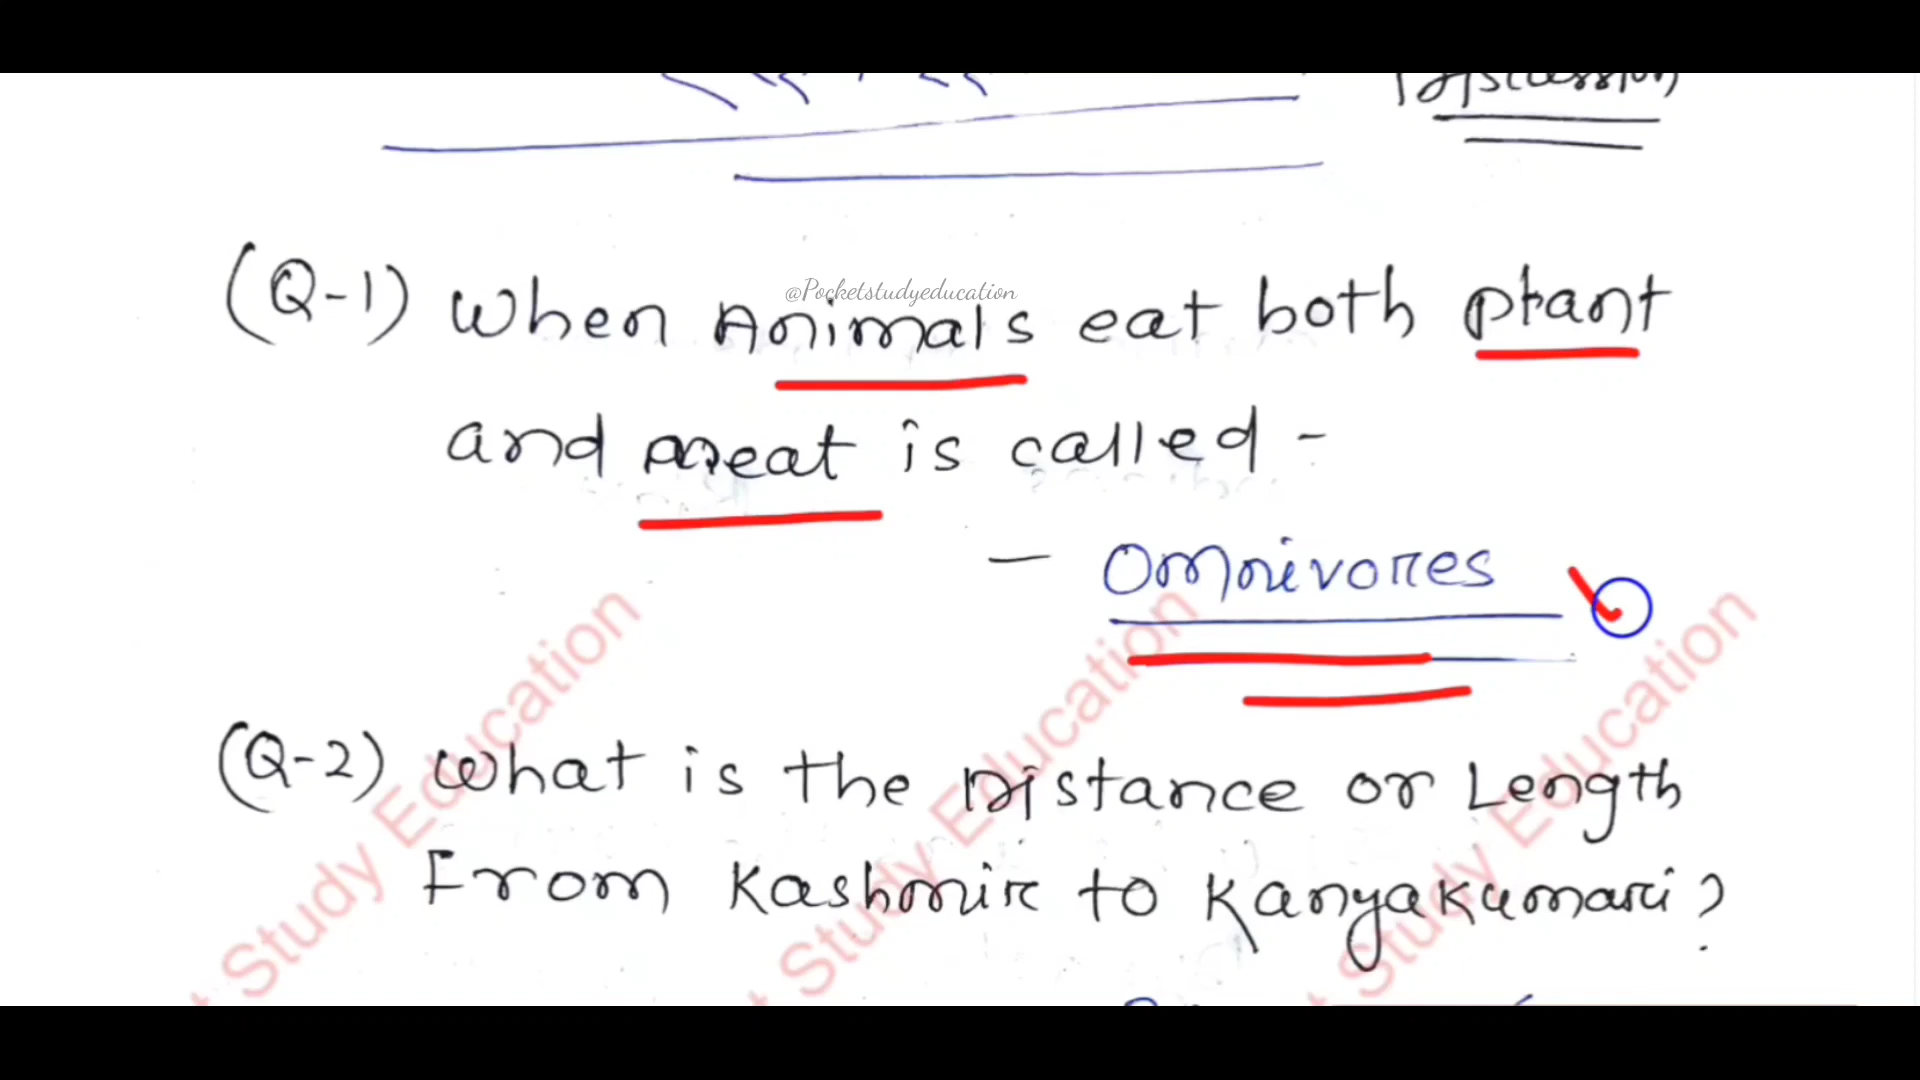 Discussion
@Pocketstudyeducation
(Q-1) When Animals eat both plant
and meat is called -
- Omnivores
(Q-2) What is the Distance or Length
From Kashmir to Kanyakumari?
Study Education
Study Education
Study Education